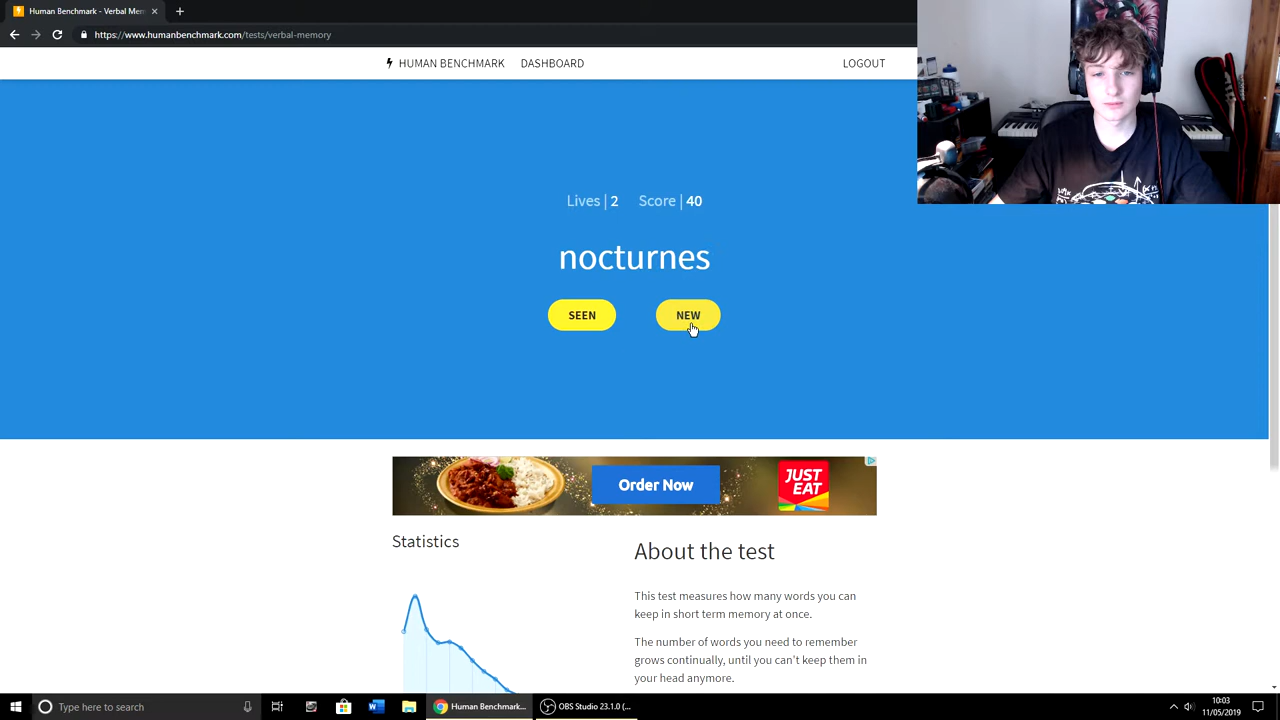 Human Benchmark - Verbal Mem
https://www.humanbenchmark.com/tests/verbal-memory
HUMAN BENCHMARK DASHBOARD LOGOUT
Lives | 2 Score | 40
nocturnes
SEEN NEW
Order Now
JUST
EAT
Statistics
About the test
This test measures how many words you can
keep in short term memory at once.
The number of words you need to remember
grows continually, until you can't keep them in
your head anymore.
Type here to search
Human Benchmark...
OBS Studio 23.1.0 (...
10:03
11/05/2019